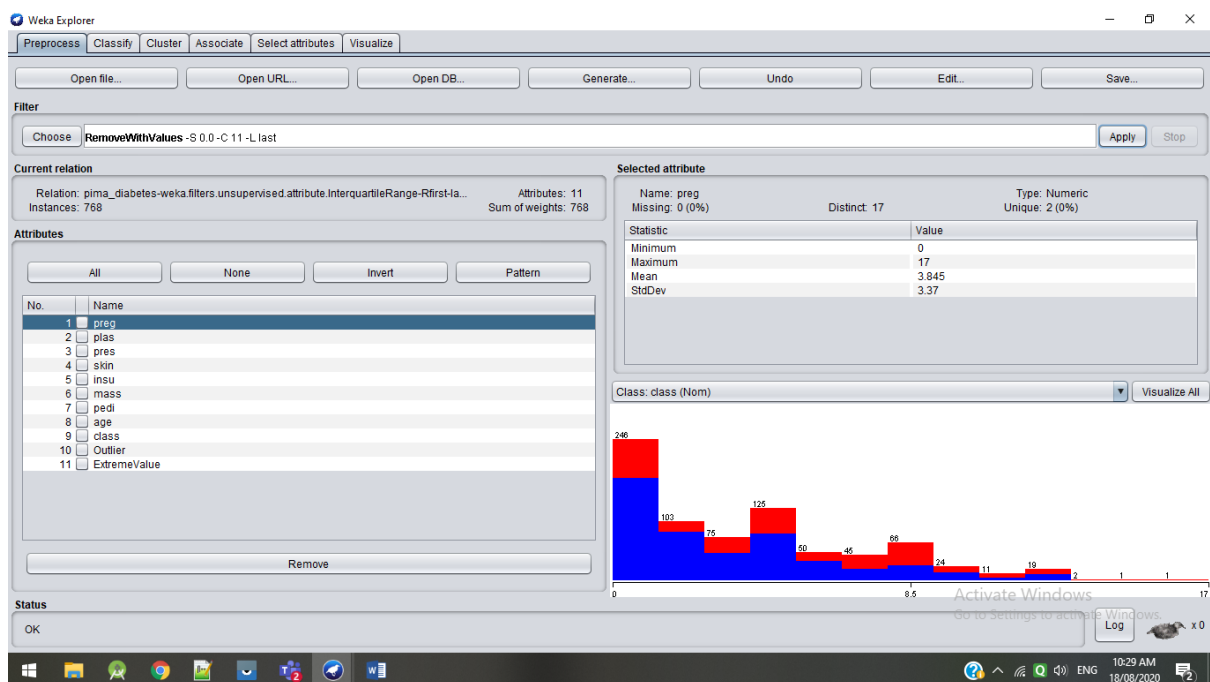 Weka Explorer
Preprocess Classify Cluster Associate Select attributes Visualize
Open file... Open URL... Open DB... Generate... Undo Edit... Save...
Filter
Choose RemoveWithValues -S 0.0 -C 11 -L last Apply Stop
Current relation
Relation: pima_diabetes-weka.filters.unsupervised.attribute.InterquartileRange-Rfirst-la... Attributes: 11
Instances: 768 Sum of weights: 768
Attributes
All None Invert Pattern
No. Name
1 preg
2 plas
3 pres
4 skin
5 insu
6 mass
7 pedi
8 age
9 class
10 Outlier
11 ExtremeValue
Remove
Selected attribute
Name: preg Type: Numeric
Missing: 0 (0%) Distinct: 17 Unique: 2 (0%)
Statistic Value
Minimum 0
Maximum 17
Mean 3.845
StdDev 3.37
Class: class (Nom) Visualize All
246 103 75 125 50 45 66 24 11 19 2 1 1
0 8.5 17
Activate Windows
Go to Settings to activate Windows.
Status
OK Log x 0
2 W ENG 10:29 AM
18/08/2020 2